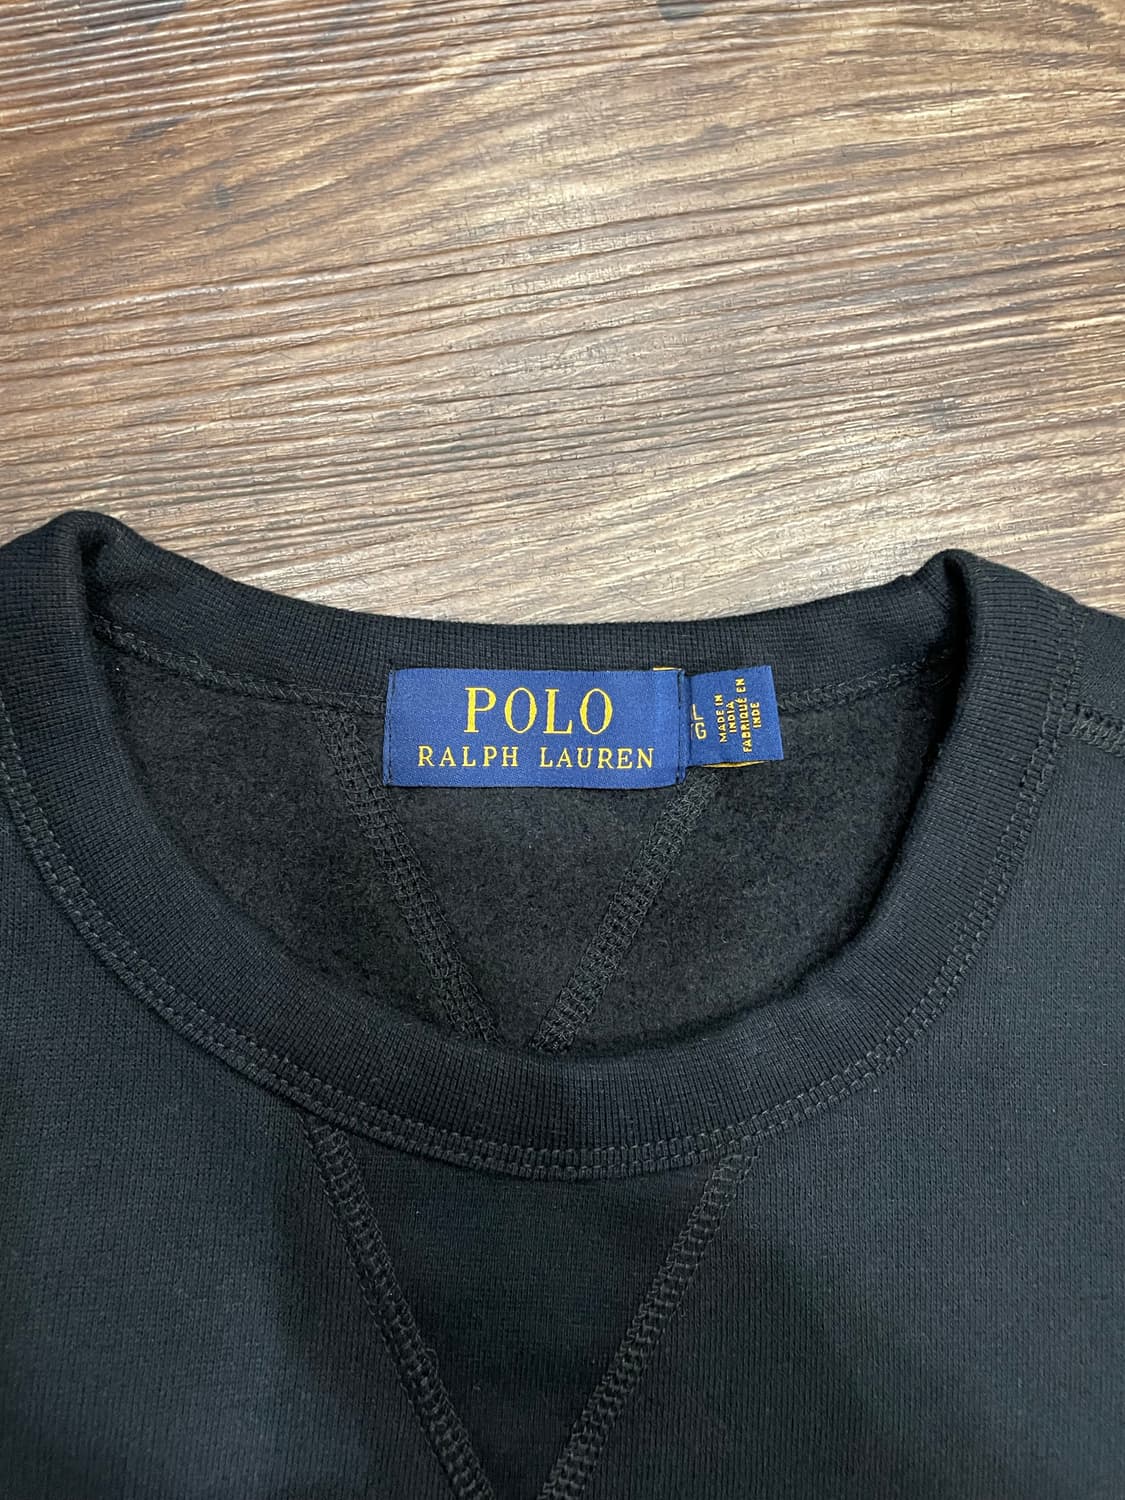 POLO
RALPH LAUREN
MADE IN
INDIA
FABRIQUÉ EN
INDE